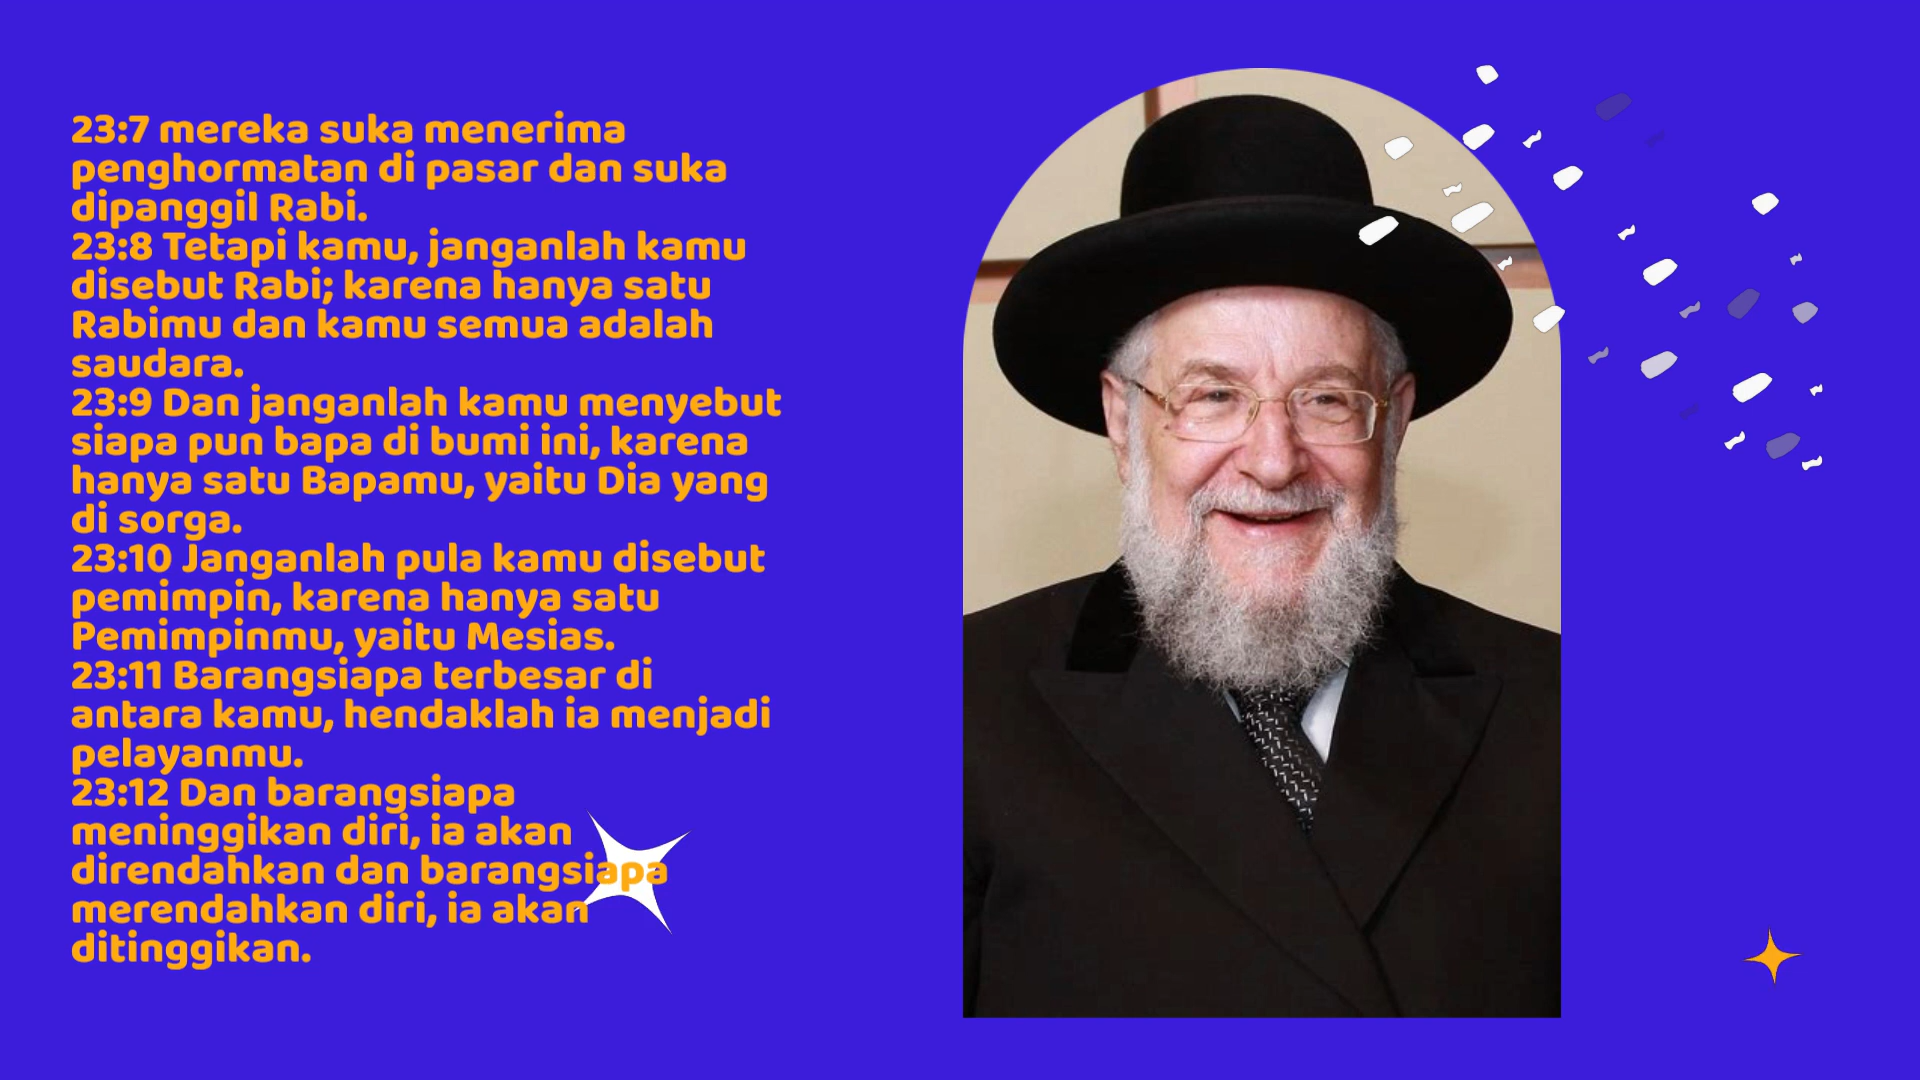 23:7 mereka suka menerima
penghormatan di pasar dan suka
dipanggil Rabi.
23:8 Tetapi kamu, janganlah kamu
disebut Rabi; karena hanya satu
Rabimu dan kamu semua adalah
saudara.
23:9 Dan janganlah kamu menyebut
siapa pun bapa di bumi ini, karena
hanya satu Bapamu, yaitu Dia yang
di sorga.
23:10 Janganlah pula kamu disebut
pemimpin, karena hanya satu
Pemimpinmu, yaitu Mesias.
23:11 Barangsiapa terbesar di
antara kamu, hendaklah ia menjadi
pelayanmu.
23:12 Dan barangsiapa
meninggikan diri, ia akan
direndahkan dan barangsiapa
merendahkan diri, ia akan
ditinggikan.